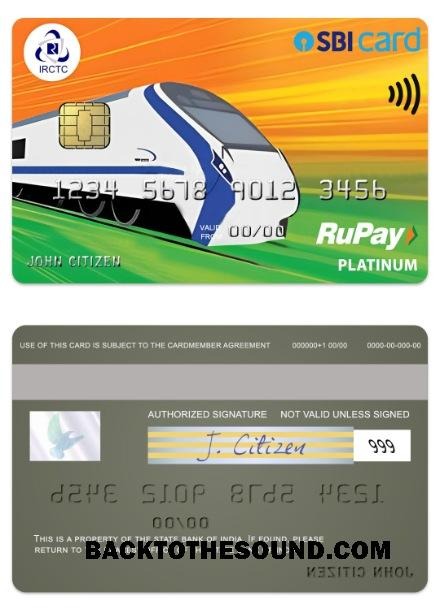 IRCTC
SBI card
1234 5678 9012 3456
VALID
FROM 00/00
RuPay
PLATINUM
JOHN CITIZEN
USE OF THIS CARD IS SUBJECT TO THE CARDMEMBER AGREEMENT 000000+1 00/00 0000-00-000-00
AUTHORIZED SIGNATURE NOT VALID UNLESS SIGNED
J. Citizen 999
1234 5678 9012 3456
00/00
THIS IS A PROPERTY OF THE STATE BANK OF INDIA. IF FOUND, PLEASE
RETURN TO
BACKTOTHESOUND.COM
JOHN CITIZEN